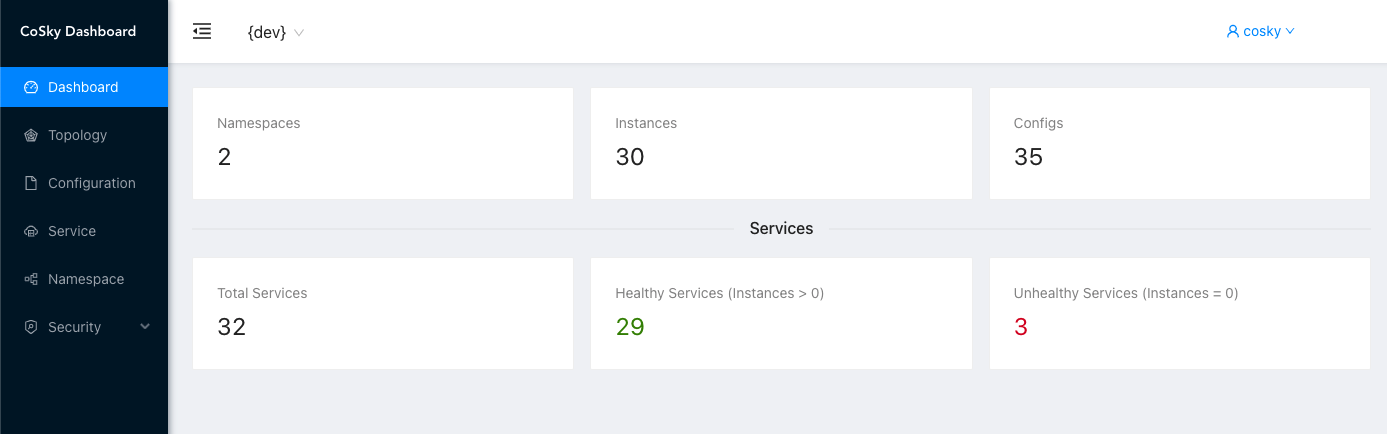 CoSky Dashboard
{dev}
cosky
Dashboard
Topology
Configuration
Service
Namespace
Security
Namespaces
2
Instances
30
Configs
35
Services
Total Services
32
Healthy Services (Instances > 0)
29
Unhealthy Services (Instances = 0)
3